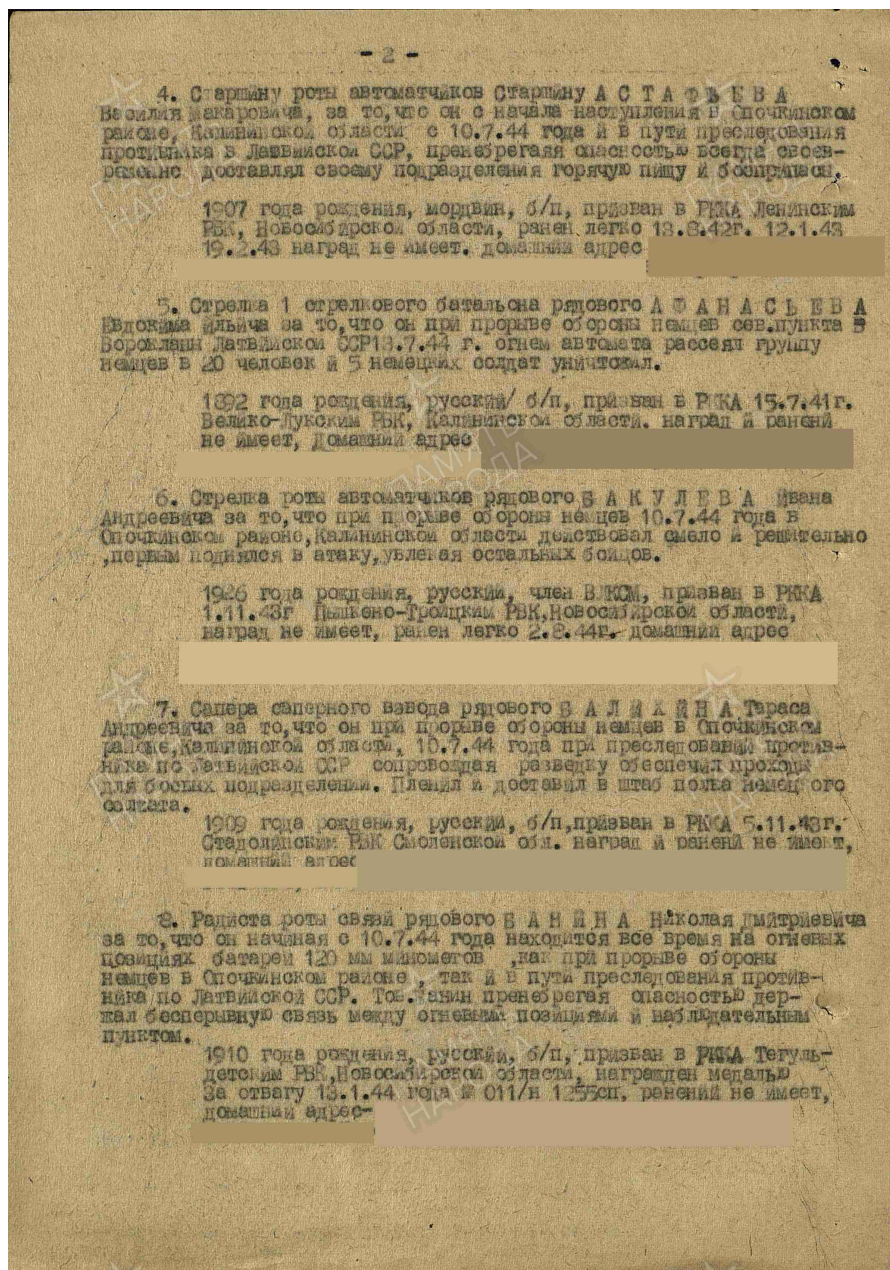 - 2 -
4. Старшину роты автоматчиков Старшину А С Т А Ф Ь Е В А
Василия Макаровича, за то,что он с начала наступления в Опочкинском
районе, Калининской области с 10.7.44 года и в пути преследования
противника в Латвийской ССР, пренебрегая опасностью всегда своев-
ременно доставлял своему подразделения горячую пищу и боеприпасы,
1907 года рождения, мордвин, б/п, призван в РККА Ленинским
РВК, Новосибирской области, ранен легко 13.8.42г. 12.1.43
19.2.43 наград не имеет. домашний адрес
5. Стрелка 1 стрелкового батальона рядового А Ф А Н А С Ь Е В А
Евдокима Ильича за то,что он при прорыве обороны немцев сев.пункта В
Ворокланы Латвийской ССР13.7.44 г. огнем автомата рассеял группу
немцев в 20 человек и 5 немецких солдат уничтожил.
1892 года рождения, русский/ б/п, призван в РККА 15.7.41г.
Велико-Лукским РВК, Калининской области. наград и ранени
не имеет, Домашний адрес
6. Стрелка роты автоматчиков рядового Б А К У Л Е В А Ивана
Андреевича за то,что при прорыве обороны немцев 10.7.44 года в
Опочкинском районе,Калининской области действовал смело и решительно
,первым поднялся в атаку,увлекая остальных бойцов.
1926 года рождения, русский, член ВЛКСМ, призван в РККА
1.11.43г Пышкено-Троицким РВК,Новосибирской области,
наград не имеет, ранен легко 2.8.44г. домашний адрес
7. Сапера саперного взвода рядового В А Л И Х И Н А Тараса
Андреевича за то,что он при прорыве обороны немцев в Опочкинском
районе,Калининской области, 10.7.44 года при преследовании против-
ника по Латвийской ССР сопровождая разведку обеспечил проходы
для боевых подразделении. Пленил и доставил в штаб полка немецкого
солдата.
1909 года рождения, русский, б/п,призван в РККА 5.11.43г.
Стадолинским РВК Смоленской обл. наград и ранени не имеет,
домашний адрес
8. Радиста роты связи рядового В А Н И Н А Николая Дмитриевича
за то,что он начиная с 10.7.44 года находится все время на огневых
позициях батареи 120 мм минометов ,как при прорыве обороны
немцев в Опочкинском районе , так и в пути преследования против-
ника по Латвийской ССР. Тов.Ванин пренебрегая опасностью дер-
жал бесперывную связь между огневыми позициями и наблюдательным
пунктом.
1910 года рождения, русский, б/п, призван в РККА Тегуль-
детским РВК,Новосибирской области, награжден медалью
За отвагу 13.1.44 года № 011/н 1255сп. ранений не имеет,
домашний адрес-